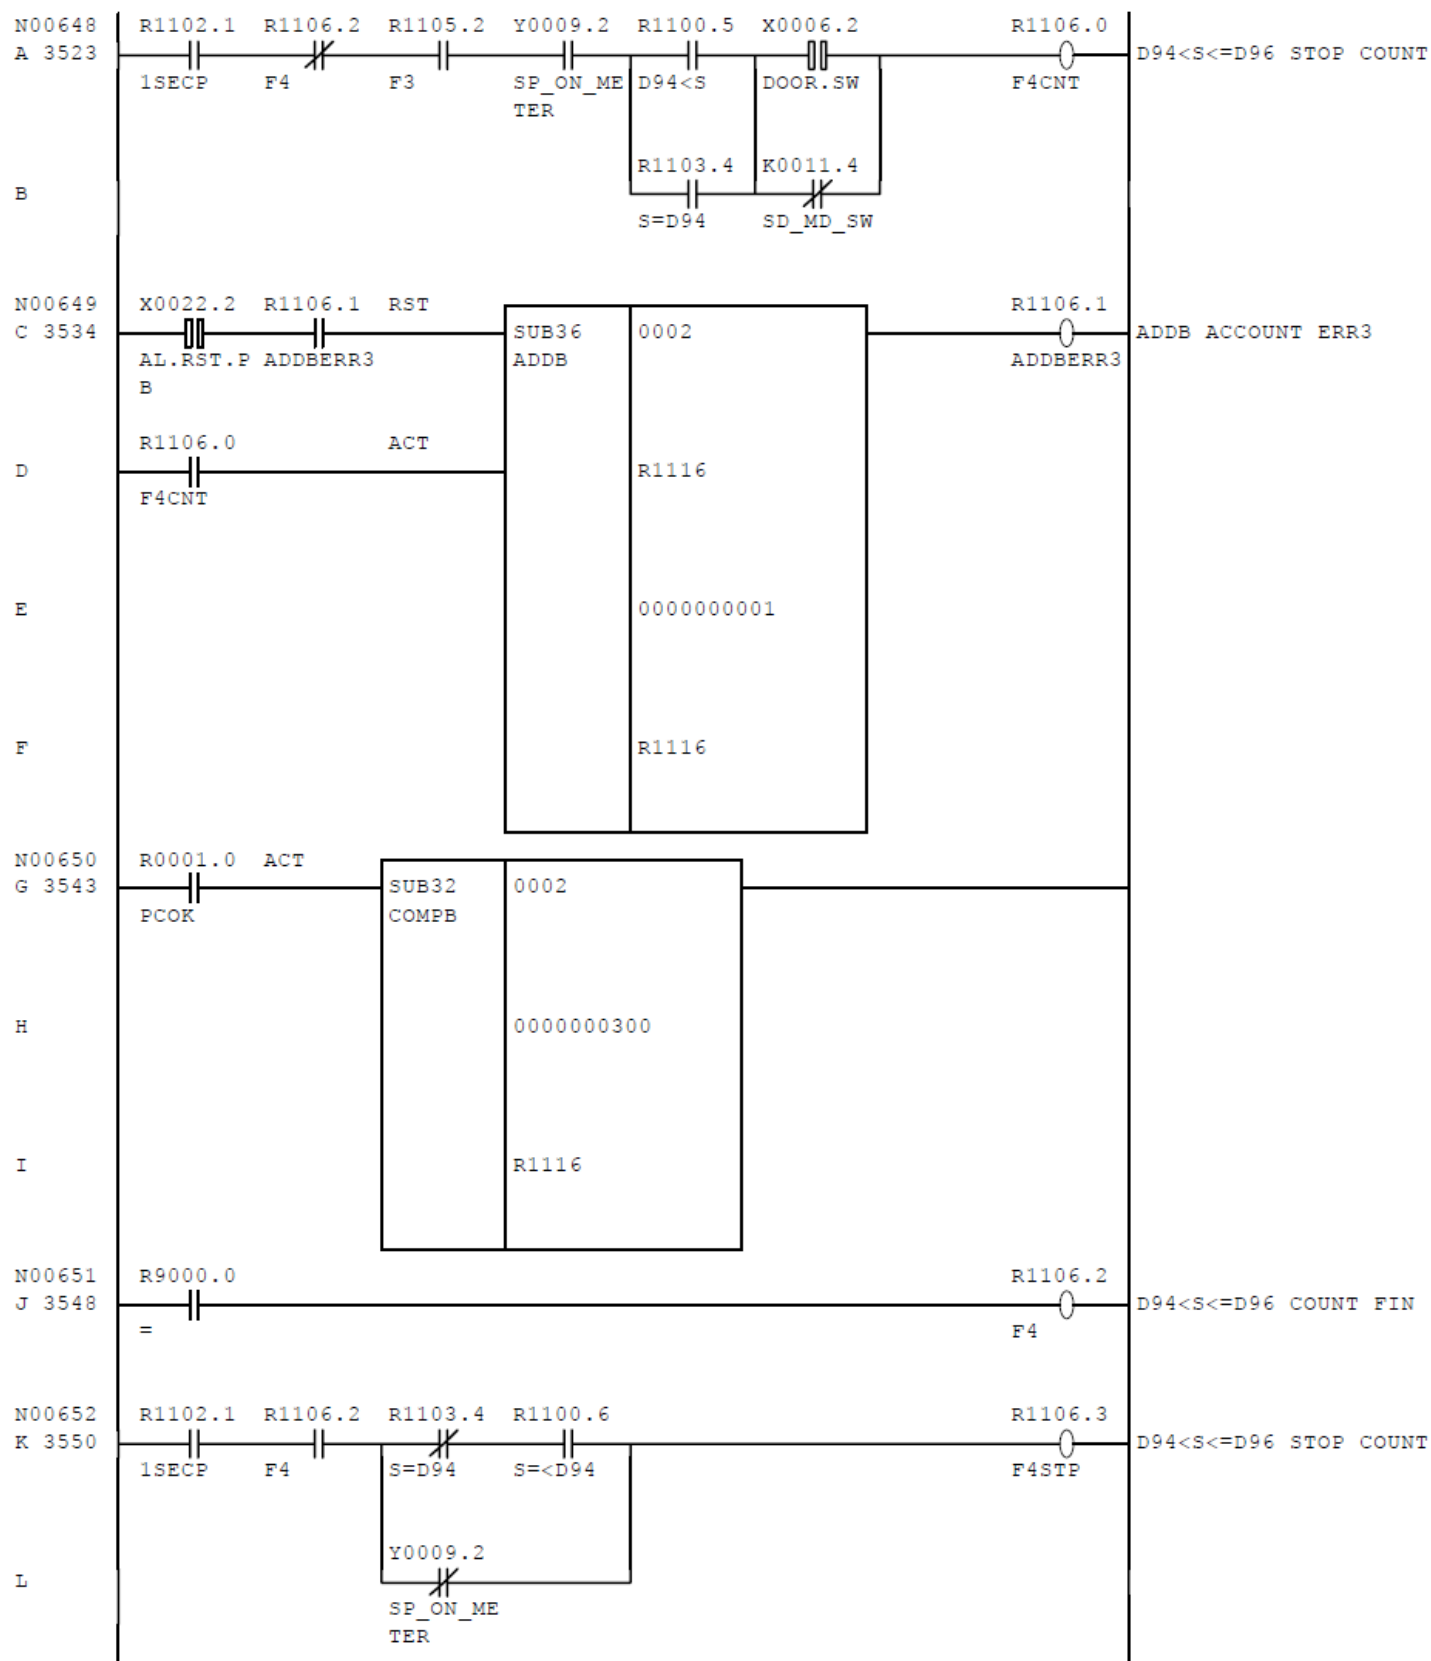 N00648 R1102.1 R1106.2 R1105.2 Y0009.2 R1100.5 X0006.2 R1106.0
A 3523 D94<S<=D96 STOP COUNT
1SECP F4 F3 SP_ON_ME D94<S DOOR.SW F4CNT
TER
R1103.4 K0011.4
B
S=D94 SD_MD_SW
N00649 X0022.2 R1106.1 RST R1106.1
C 3534 SUB36 0002 ADDB ACCOUNT ERR3
AL.RST.P ADDBERR3 ADDB ADDBERR3
B
R1106.0 ACT
D R1116
F4CNT
E 0000000001
F R1116
N00650 R0001.0 ACT
G 3543 SUB32 0002
PCOK COMPB
H 0000000300
I R1116
N00651 R9000.0 R1106.2
J 3548 D94<S<=D96 COUNT FIN
= F4
N00652 R1102.1 R1106.2 R1103.4 R1100.6 R1106.3
K 3550 D94<S<=D96 STOP COUNT
1SECP F4 S=D94 S=<D94 F4STP
Y0009.2
L
SP_ON_ME
TER